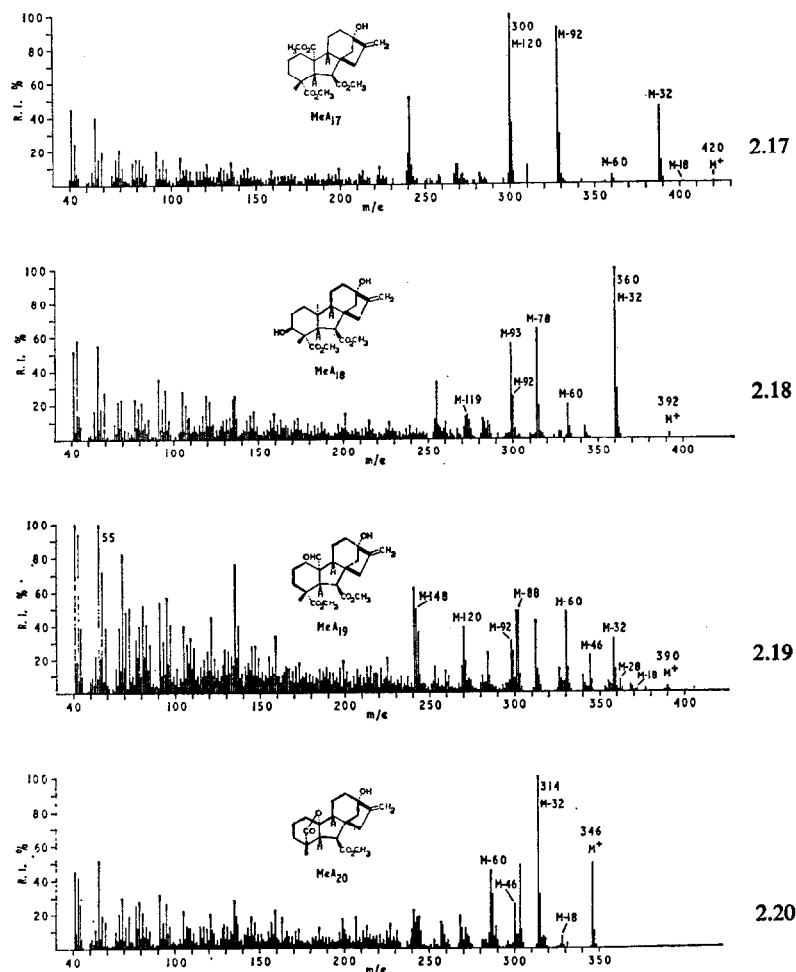 OH
CH₃O₂C
CH₂
CO₂CH₃
CO₂CH₃
MeA₁₇
300
M-120
M-92
M-32
M-60
M-18
420
M⁺
2.17
R.I. %
100
80
60
40
20
40 100 150 200 250 300 350 400
m/e
OH
CH₂
HO
CO₂CH₃
CO₂CH₃
MeA₁₈
360
M-32
M-78
M-93
M-92
M-119
M-60
392
M⁺
2.18
R.I. %
100
80
60
40
20
40 100 150 200 250 300 350 400
m/e
OH
OHC
CH₂
CO₂CH₃
CO₂CH₃
MeA₁₉
55
M-148
M-120
M-92
M-88
M-60
M-46
M-32
M-28
M-18
390
M⁺
2.19
R.I. %
100
80
60
40
20
40 100 150 200 250 300 350 400
m/e
OH
O
CO
CH₂
CO₂CH₃
MeA₂₀
314
M-32
M-60
M-46
M-18
346
M⁺
2.20
R.I. %
100
80
60
40
20
40 100 150 200 250 300 350
m/e